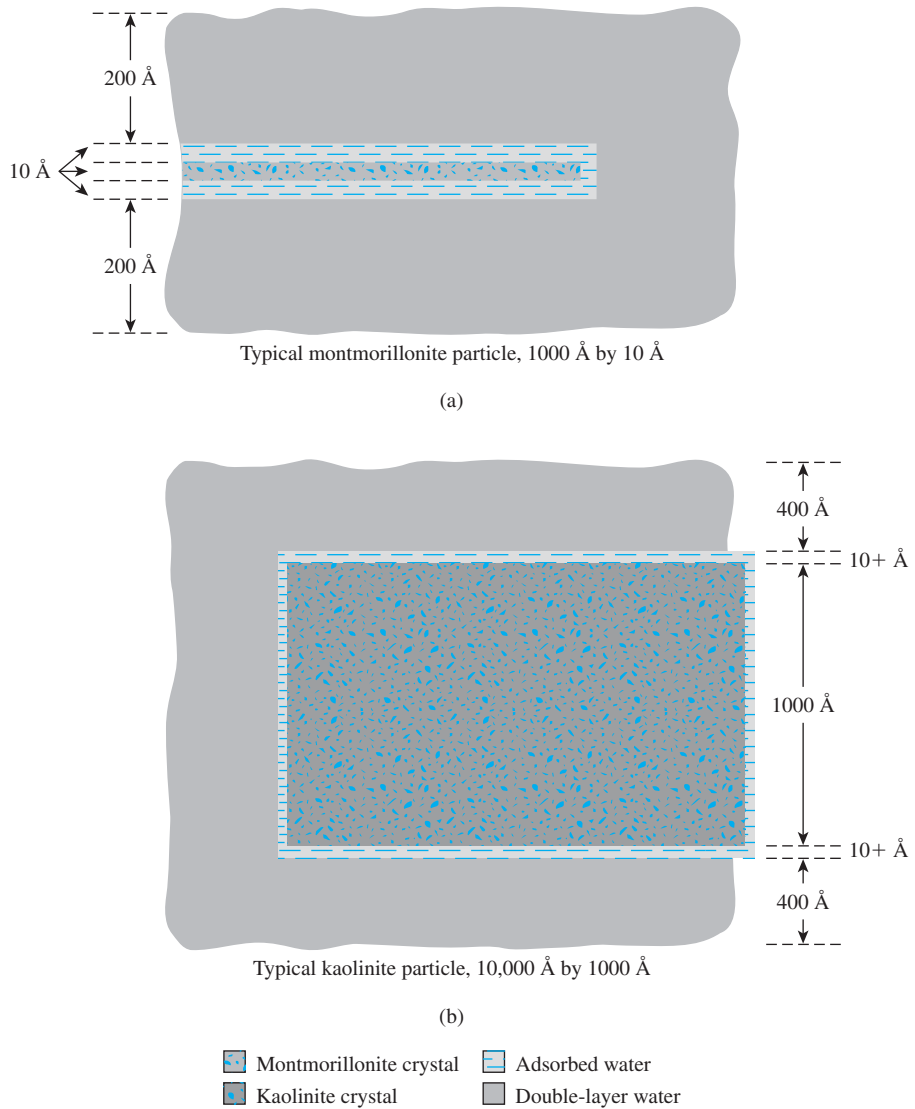 200 Å
10 Å
200 Å
Typical montmorillonite particle, 1000 Å by 10 Å
(a)
400 Å
10+ Å
1000 Å
10+ Å
400 Å
Typical kaolinite particle, 10,000 Å by 1000 Å
(b)
Montmorillonite crystal Adsorbed water
Kaolinite crystal Double-layer water